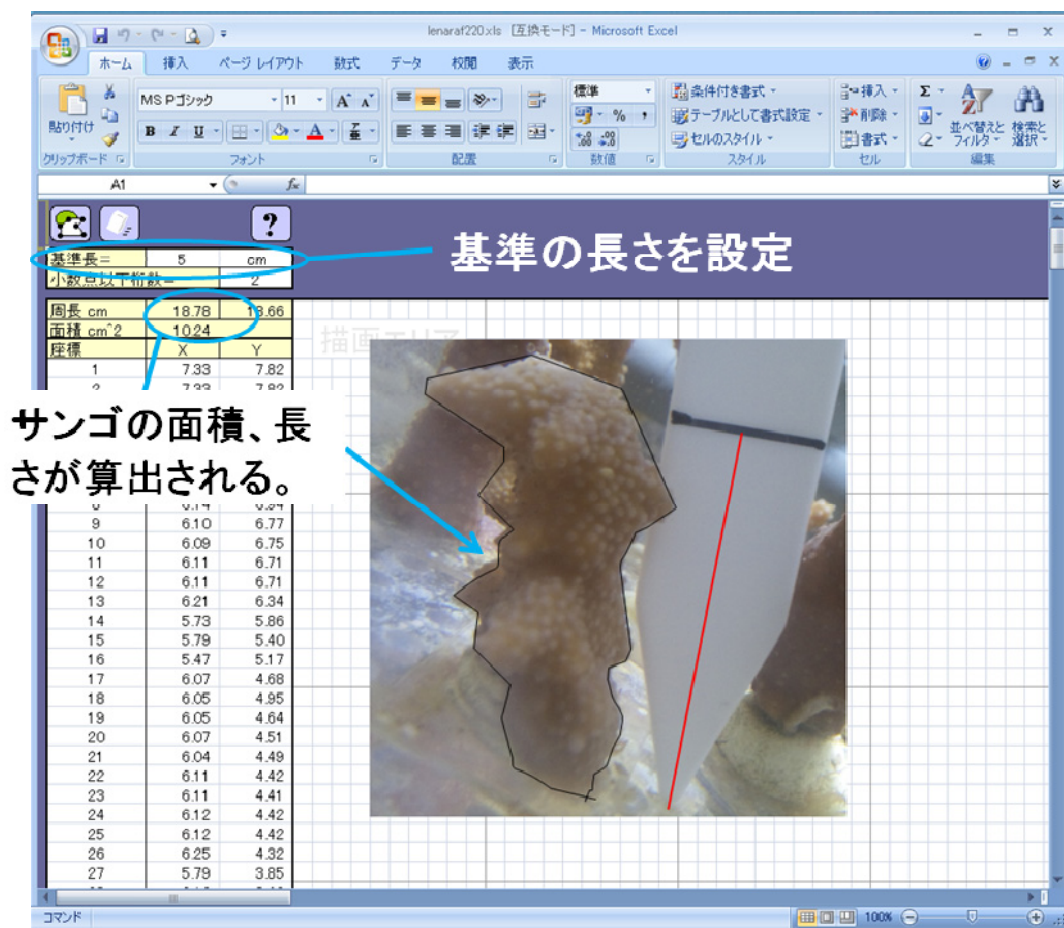 lenaraf220.xls [互換モード] - Microsoft Excel
ホーム 挿入 ページ レイアウト 数式 データ 校閲 表示
貼り付け
MS Pゴシック 11
標準
条件付き書式
テーブルとして書式設定
セルのスタイル
挿入
削除
書式
並べ替えとフィルタ
検索と選択
クリップボード フォント 配置 数値 スタイル セル 編集
A1 fx
基準長= 5 cm
小数点以下桁数= 2
基準の長さを設定
周長 cm 18.78 18.66
面積 cm^2 10.24
描画エリア
座標 X Y
1 7.33 7.82
2 7.33 7.82
サンゴの面積、長
さが算出される。
9 6.10 6.77
10 6.09 6.75
11 6.11 6.71
12 6.11 6.71
13 6.21 6.34
14 5.73 5.86
15 5.79 5.40
16 5.47 5.17
17 6.07 4.68
18 6.05 4.95
19 6.05 4.64
20 6.07 4.51
21 6.04 4.49
22 6.11 4.42
23 6.11 4.41
24 6.12 4.42
25 6.12 4.42
26 6.25 4.32
27 5.79 3.85
コマンド 100%